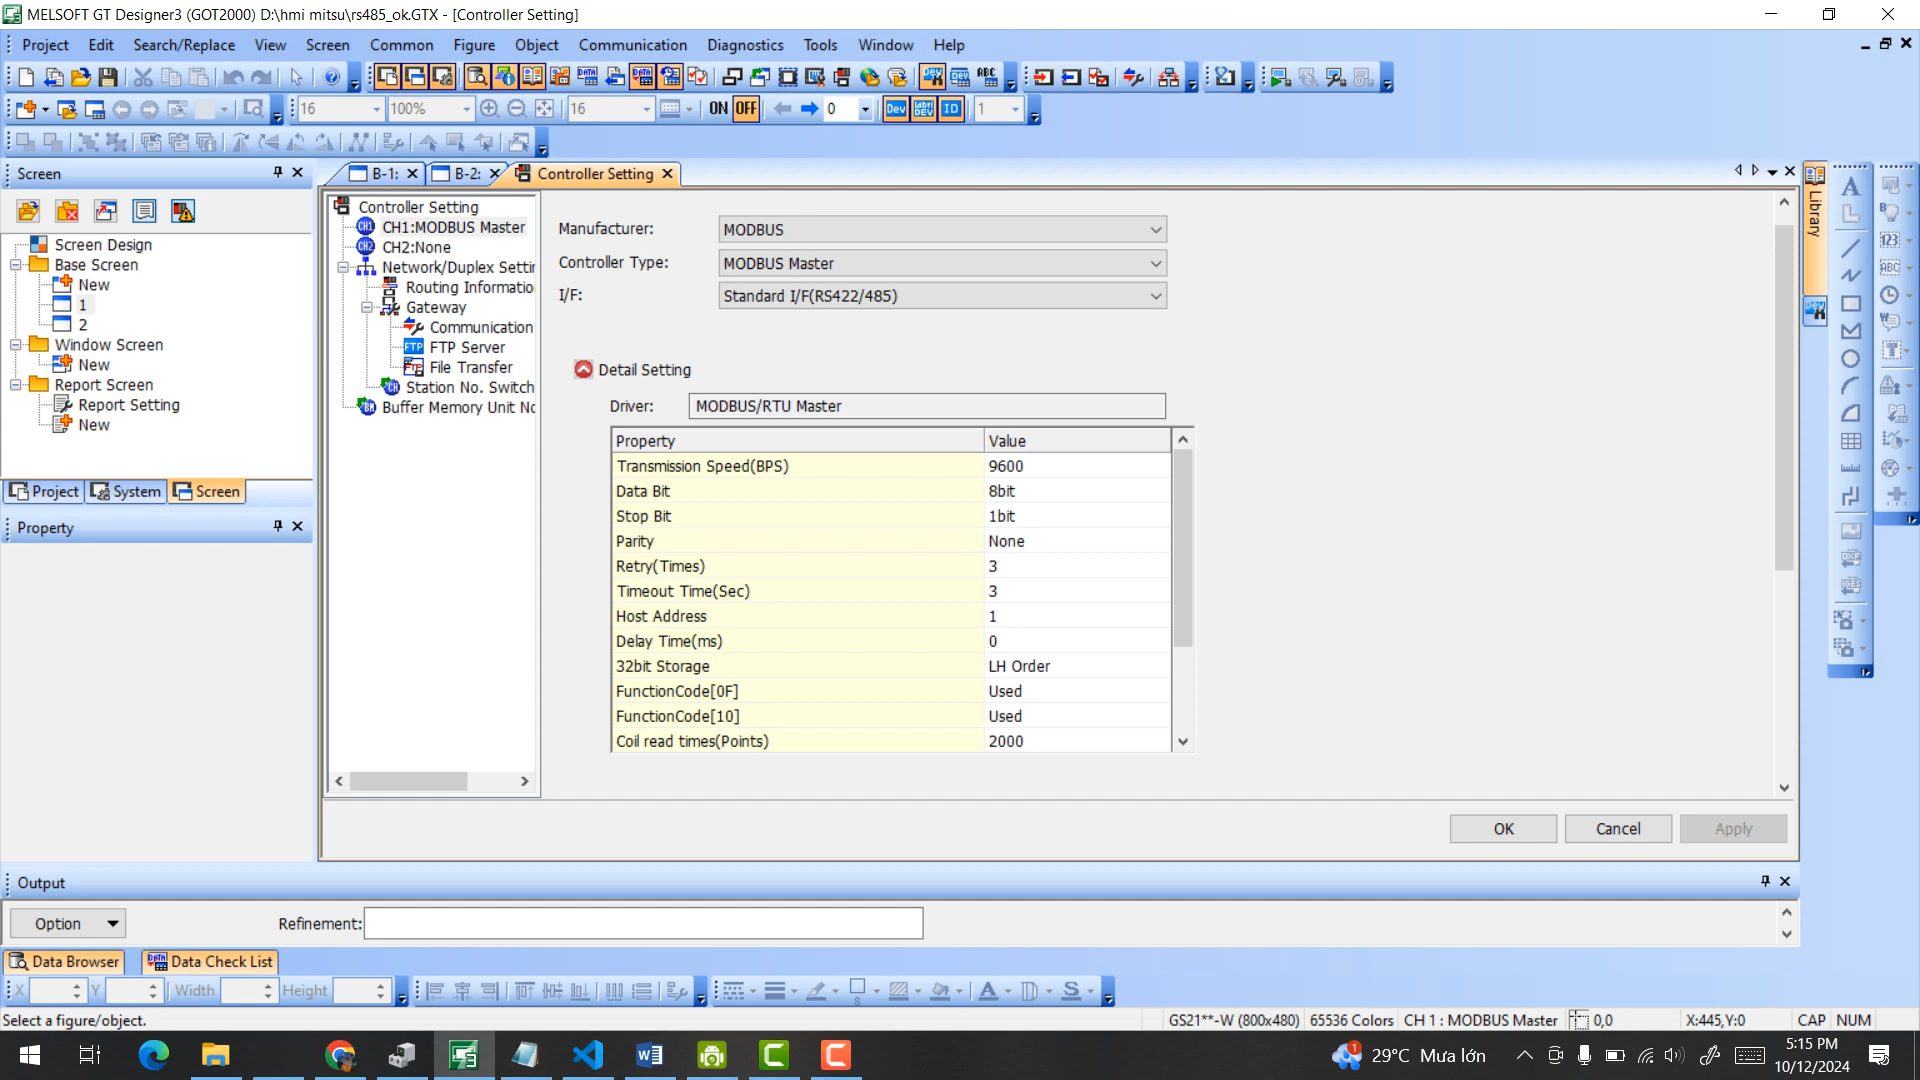 MELSOFT GT Designer3 (GOT2000) D:\hmi mitsu\rs485_ok.GTX - [Controller Setting]
Project Edit Search/Replace View Screen Common Figure Object Communication Diagnostics Tools Window Help
16 100% 16 ON OFF 0 Dev ID 1
Screen
B-1: B-2: Controller Setting
Library
Screen Design
Base Screen
New
1
2
Window Screen
New
Report Screen
Report Setting
New
Project System Screen
Property
Controller Setting
CH1:MODBUS Master
CH2:None
Network/Duplex Settin
Routing Informatio
Gateway
Communication
FTP Server
File Transfer
Station No. Switch
Buffer Memory Unit No
Manufacturer: MODBUS
Controller Type: MODBUS Master
I/F: Standard I/F(RS422/485)
Detail Setting
Driver: MODBUS/RTU Master
Property Value
Transmission Speed(BPS) 9600
Data Bit 8bit
Stop Bit 1bit
Parity None
Retry(Times) 3
Timeout Time(Sec) 3
Host Address 1
Delay Time(ms) 0
32bit Storage LH Order
FunctionCode[0F] Used
FunctionCode[10] Used
Coil read times(Points) 2000
OK Cancel Apply
Output
Option Refinement:
Data Browser Data Check List
X Y Width Height
Select a figure/object. GS21**-W (800x480) 65536 Colors CH 1 : MODBUS Master 0,0 X:445,Y:0 CAP NUM
29°C Mưa lớn
5:15 PM
10/12/2024